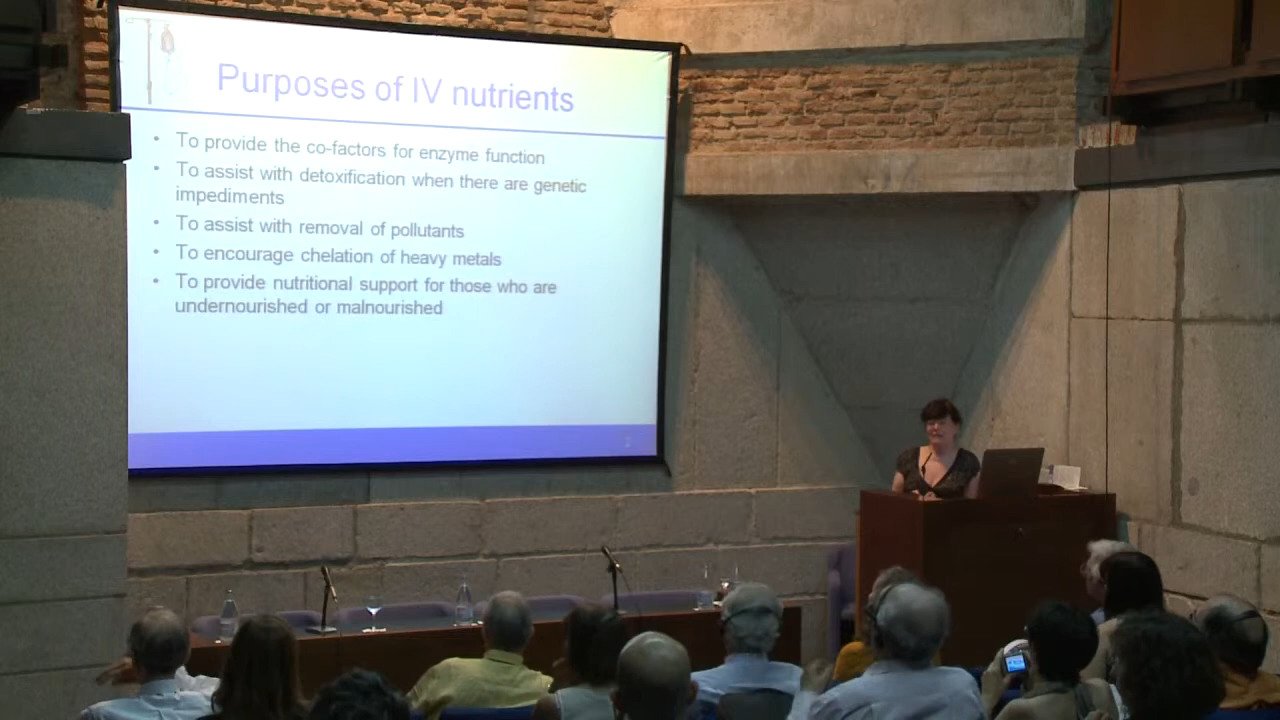 Purposes of IV nutrients
• To provide the co-factors for enzyme function
• To assist with detoxification when there are genetic
impediments
• To assist with removal of pollutants
• To encourage chelation of heavy metals
• To provide nutritional support for those who are
undernourished or malnourished
2